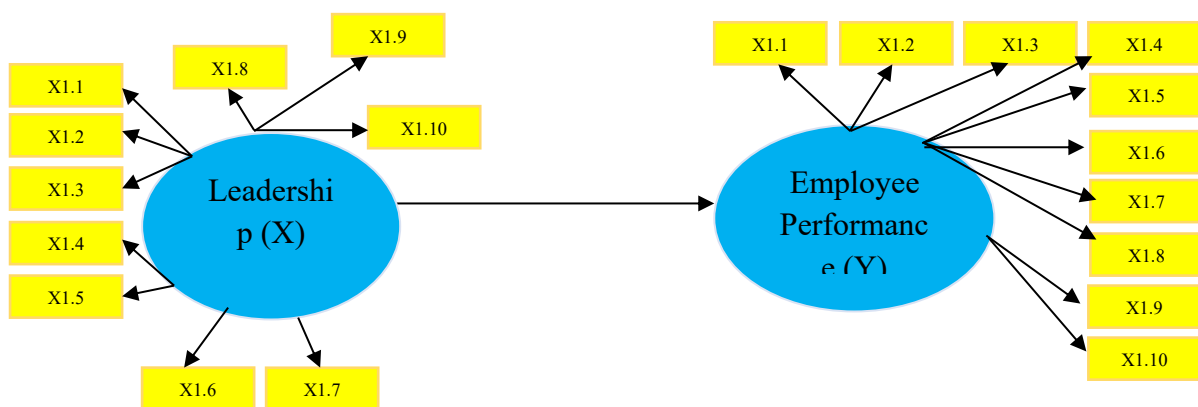 X1.9
X1.8
X1.1
X1.10
X1.2
X1.3
X1.4
X1.5
X1.6
X1.7
Leadershi
p (X)
X1.1
X1.2
X1.3
X1.4
X1.5
X1.6
X1.7
X1.8
X1.9
X1.10
Employee
Performanc
e (Y)